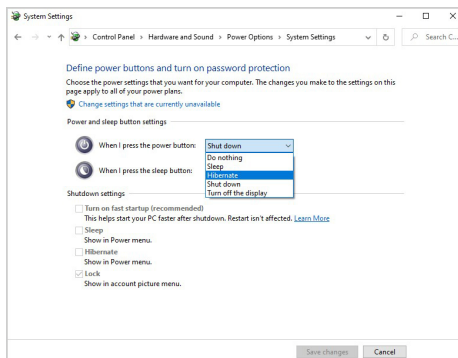 System Settings
Control Panel > Hardware and Sound > Power Options > System Settings
Search C...
Define power buttons and turn on password protection
Choose the power settings that you want for your computer. The changes you make to the settings on this
page apply to all of your power plans.
Change settings that are currently unavailable
Power and sleep button settings
When I press the power button: Shut down
Do nothing
Sleep
Hibernate
Shut down
Turn off the display
When I press the sleep button:
Shutdown settings
Turn on fast startup (recommended)
This helps start your PC faster after shutdown. Restart isn't affected. Learn More
Sleep
Show in Power menu.
Hibernate
Show in Power menu.
Lock
Show in account picture menu.
Save changes Cancel